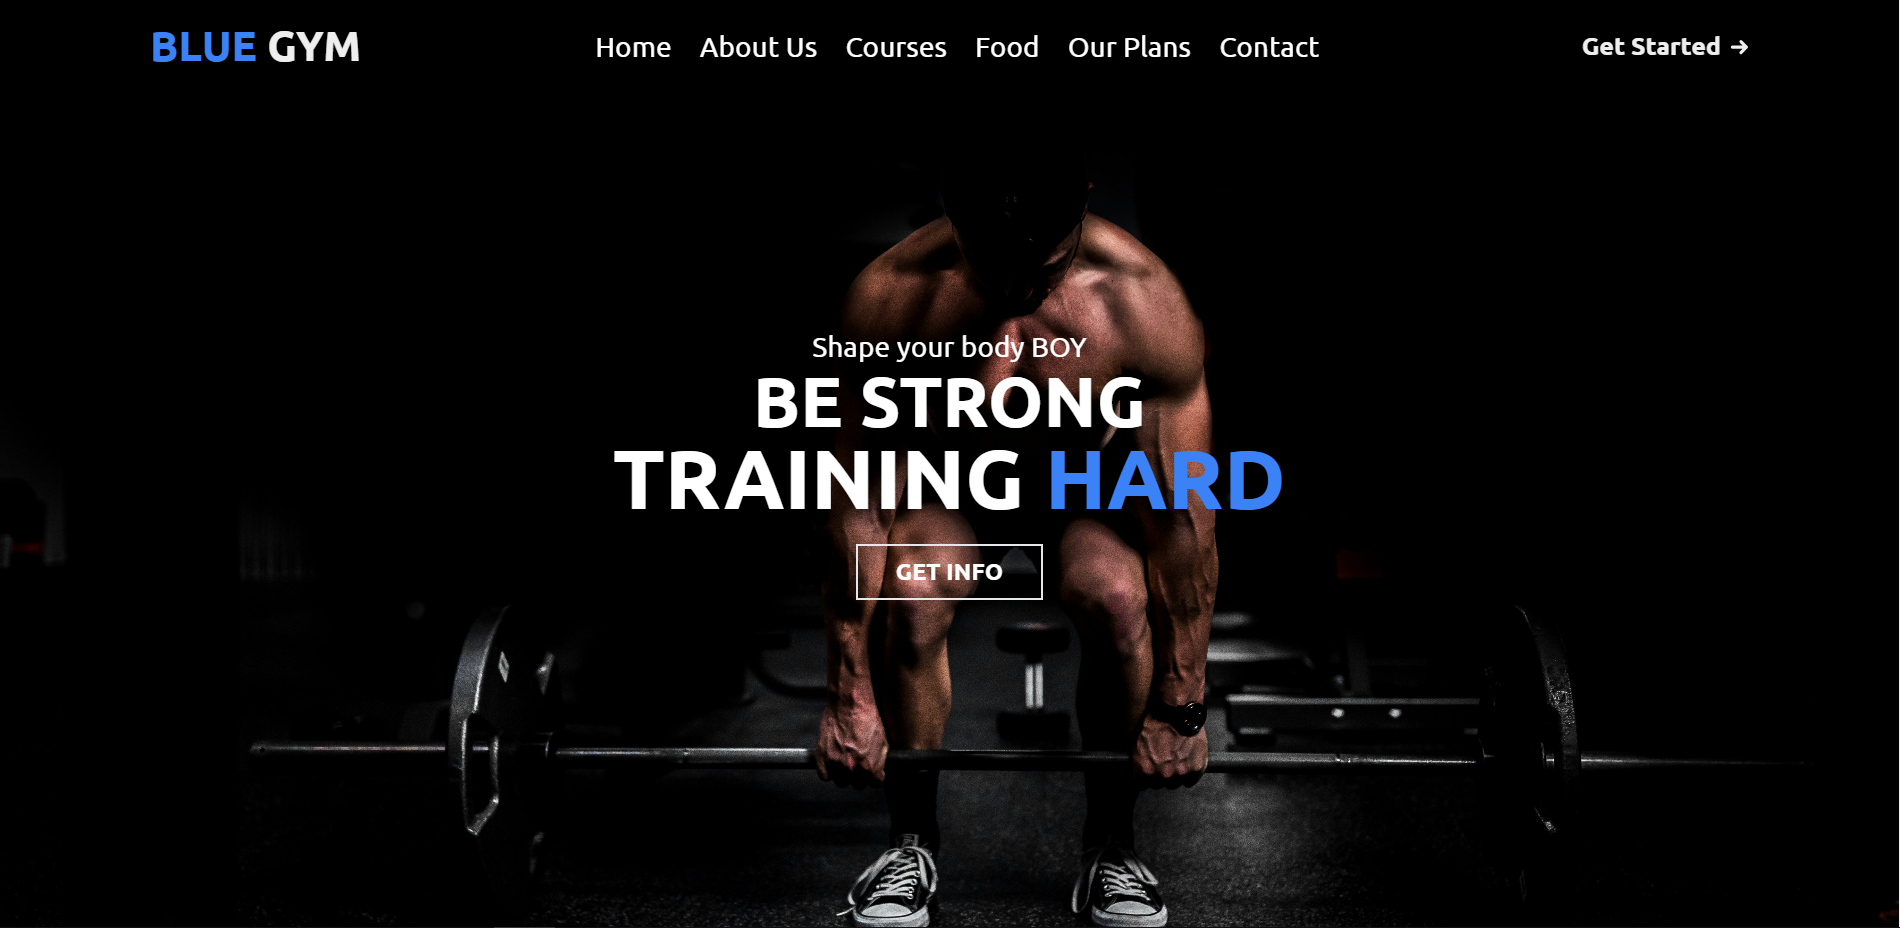 BLUE GYM
Home About Us Courses Food Our Plans Contact
Get Started →
Shape your body BOY
BE STRONG
TRAINING HARD
GET INFO